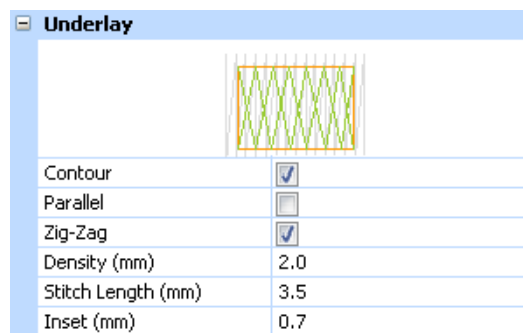 Underlay
Contour
Parallel
Zig-Zag
Density (mm) 2.0
Stitch Length (mm) 3.5
Inset (mm) 0.7